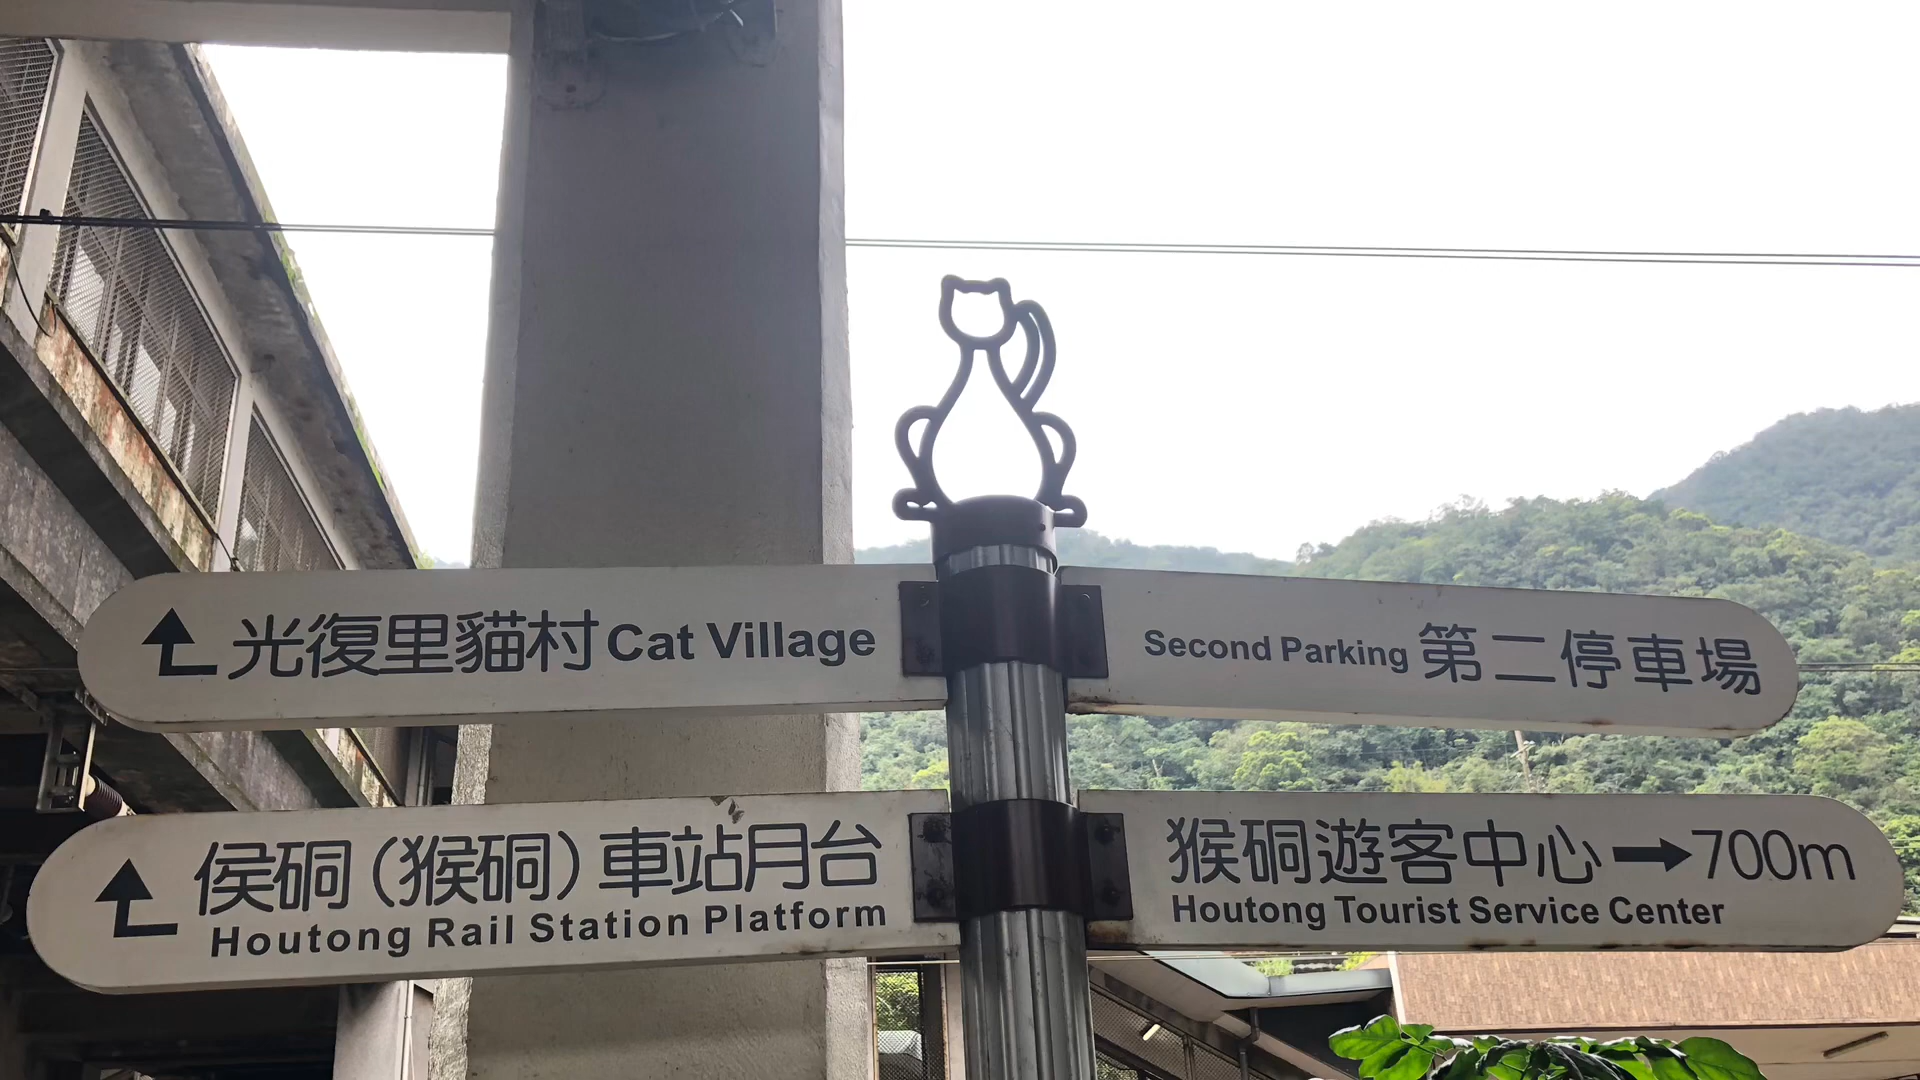 光復里貓村 Cat Village
Second Parking 第二停車場
侯硐(猴硐)車站月台
Houtong Rail Station Platform
猴硐遊客中心→700m
Houtong Tourist Service Center